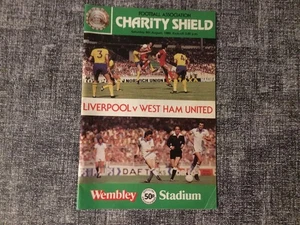 FOOTBALL ASSOCIATION
CHARITY SHIELD
LIVERPOOL v WEST HAM UNITED
Wembley 50p Stadium